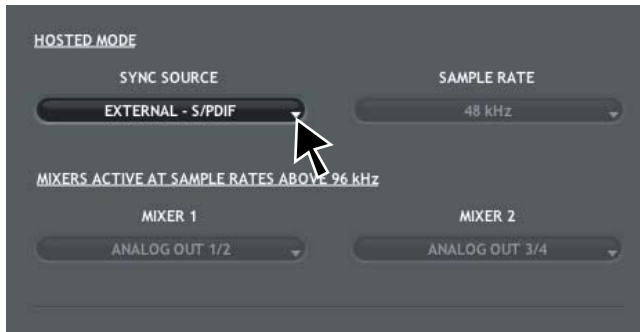 HOSTED MODE
SYNC SOURCE
SAMPLE RATE
EXTERNAL - S/PDIF
48 kHz
MIXERS ACTIVE AT SAMPLE RATES ABOVE 96 kHz
MIXER 1
MIXER 2
ANALOG OUT 1/2
ANALOG OUT 3/4